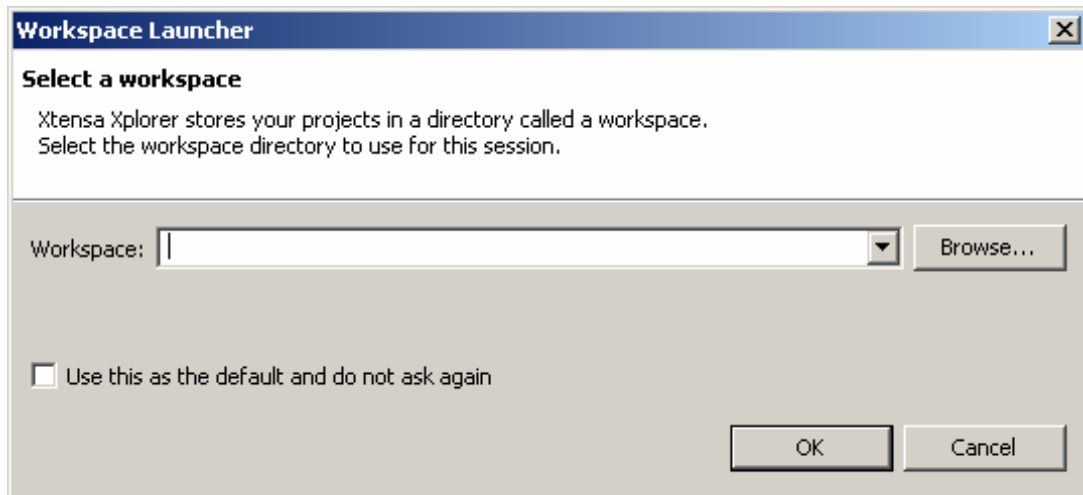 Workspace Launcher
Select a workspace
Xtensa Xplorer stores your projects in a directory called a workspace.
Select the workspace directory to use for this session.
Workspace: Browse...
Use this as the default and do not ask again
OK Cancel